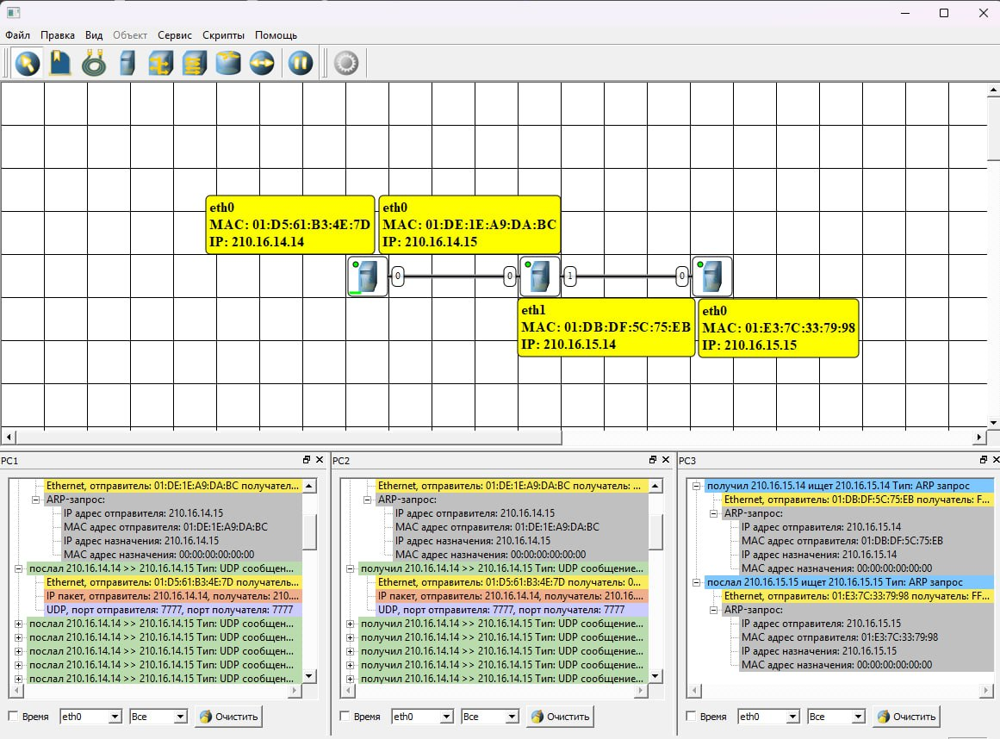 Файл Правка Вид Объект Сервис Скрипты Помощь
eth0
MAC: 01:D5:61:B3:4E:7D
IP: 210.16.14.14
eth0
MAC: 01:DE:1E:A9:DA:BC
IP: 210.16.14.15
0 0 1 0
eth1
MAC: 01:DB:DF:5C:75:EB
IP: 210.16.15.14
eth0
MAC: 01:E3:7C:33:79:98
IP: 210.16.15.15
PC1
Ethernet, отправитель: 01:DE:1E:A9:DA:BC получател...
ARP-запрос:
IP адрес отправителя: 210.16.14.15
MAC адрес отправителя: 01:DE:1E:A9:DA:BC
IP адрес назначения: 210.16.14.15
MAC адрес назначения: 00:00:00:00:00:00
послал 210.16.14.14 >> 210.16.14.15 Тип: UDP сообщен...
Ethernet, отправитель: 01:D5:61:B3:4E:7D получатель...
IP пакет, отправитель: 210.16.14.14, получатель: 210....
UDP, порт отправителя: 7777, порт получателя: 7777
послал 210.16.14.14 >> 210.16.14.15 Тип: UDP сообщен...
послал 210.16.14.14 >> 210.16.14.15 Тип: UDP сообщен...
послал 210.16.14.14 >> 210.16.14.15 Тип: UDP сообщен...
послал 210.16.14.14 >> 210.16.14.15 Тип: UDP сообщен...
послал 210.16.14.14 >> 210.16.14.15 Тип: UDP сообщен...
Время eth0 Все Очистить
PC2
Ethernet, отправитель: 01:DE:1E:A9:DA:BC получатель: ...
ARP-запрос:
IP адрес отправителя: 210.16.14.15
MAC адрес отправителя: 01:DE:1E:A9:DA:BC
IP адрес назначения: 210.16.14.15
MAC адрес назначения: 00:00:00:00:00:00
получил 210.16.14.14 >> 210.16.14.15 Тип: UDP сообщение...
Ethernet, отправитель: 01:D5:61:B3:4E:7D получатель: 0...
IP пакет, отправитель: 210.16.14.14, получатель: 210.16....
UDP, порт отправителя: 7777, порт получателя: 7777
получил 210.16.14.14 >> 210.16.14.15 Тип: UDP сообщение...
получил 210.16.14.14 >> 210.16.14.15 Тип: UDP сообщение...
получил 210.16.14.14 >> 210.16.14.15 Тип: UDP сообщение...
получил 210.16.14.14 >> 210.16.14.15 Тип: UDP сообщение...
получил 210.16.14.14 >> 210.16.14.15 Тип: UDP сообщение...
Время eth0 Все Очистить
PC3
получил 210.16.15.14 ищет 210.16.15.14 Тип: ARP запрос
Ethernet, отправитель: 01:DB:DF:5C:75:EB получатель: F...
ARP-запрос:
IP адрес отправителя: 210.16.15.14
MAC адрес отправителя: 01:DB:DF:5C:75:EB
IP адрес назначения: 210.16.15.14
MAC адрес назначения: 00:00:00:00:00:00
послал 210.16.15.15 ищет 210.16.15.15 Тип: ARP запрос
Ethernet, отправитель: 01:E3:7C:33:79:98 получатель: FF...
ARP-запрос:
IP адрес отправителя: 210.16.15.15
MAC адрес отправителя: 01:E3:7C:33:79:98
IP адрес назначения: 210.16.15.15
MAC адрес назначения: 00:00:00:00:00:00
Время eth0 Все Очистить